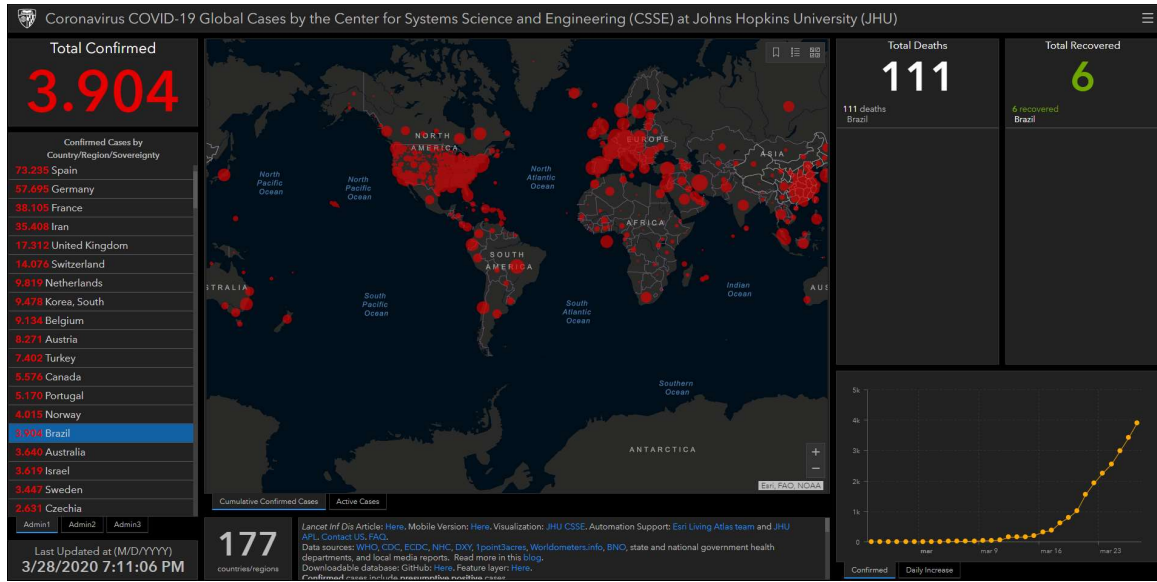 Coronavirus COVID-19 Global Cases by the Center for Systems Science and Engineering (CSSE) at Johns Hopkins University (JHU)
Total Confirmed
3.904
Confirmed Cases by
Country/Region/Sovereignty
73.235 Spain
57.695 Germany
38.105 France
35.408 Iran
17.312 United Kingdom
14.076 Switzerland
9.819 Netherlands
9.478 Korea, South
9.134 Belgium
8.271 Austria
7.402 Turkey
5.576 Canada
5.170 Portugal
4.015 Norway
3.904 Brazil
3.640 Australia
3.619 Israel
3.447 Sweden
2.631 Czechia
Admin1 Admin2 Admin3
Last Updated at (M/D/YYYY)
3/28/2020 7:11:06 PM
NORTH
AMERICA
EUROPE
ASIA
North
Pacific
Ocean
North
Pacific
Ocean
North
Atlantic
Ocean
AFRICA
SOUTH
AMERICA
TRALIA
South
Pacific
Ocean
South
Atlantic
Ocean
Indian
Ocean
AUS
Southern
Ocean
ANTARCTICA
+
−
Esri, FAO, NOAA
Cumulative Confirmed Cases Active Cases
177
countries/regions
Lancet Inf Dis Article: Here. Mobile Version: Here. Visualization: JHU CSSE. Automation Support: Esri Living Atlas team and JHU
APL. Contact US. FAQ.
Data sources: WHO, CDC, ECDC, NHC, DXY, 1point3acres, Worldometers.info, BNO, state and national government health
departments, and local media reports. Read more in this blog.
Downloadable database: GitHub: Here. Feature layer: Here.
Confirmed cases include presumptive positive cases
Total Deaths
111
111 deaths
Brazil
Total Recovered
6
6 recovered
Brazil
5k
4k
3k
2k
1k
0
mar mar 9 mar 16 mar 23
Confirmed Daily Increase